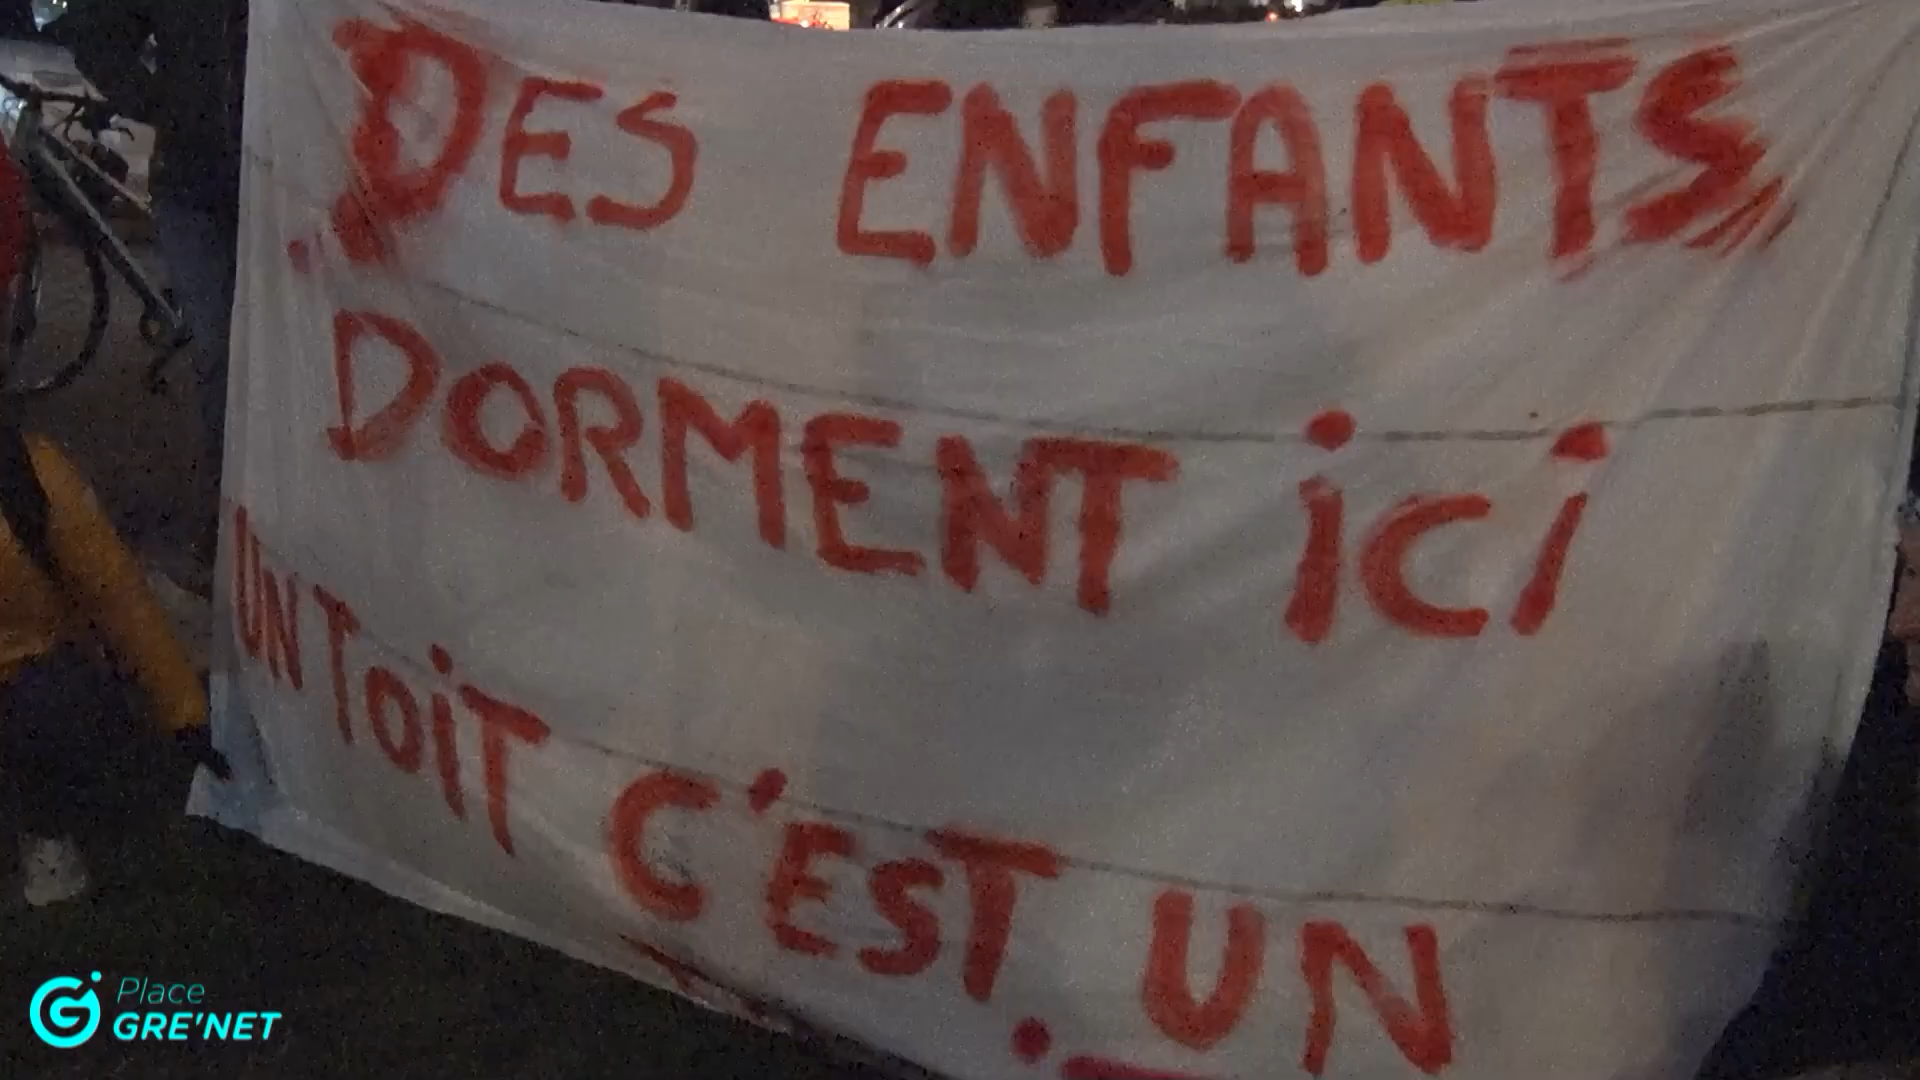 DES ENFANTS
DORMENT iCi
UN TOiT C'EST UN
Place
GRE'NET